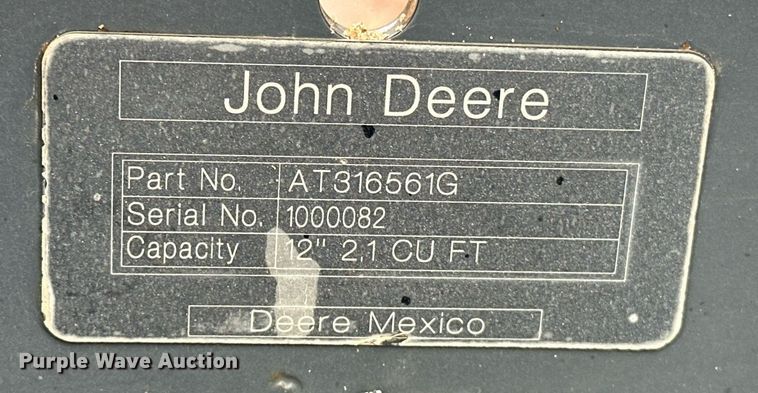 John Deere
Part No. AT316561G
Serial No. 1000082
Capacity 12" 2.1 CU FT
Deere Mexico
Purple Wave Auction